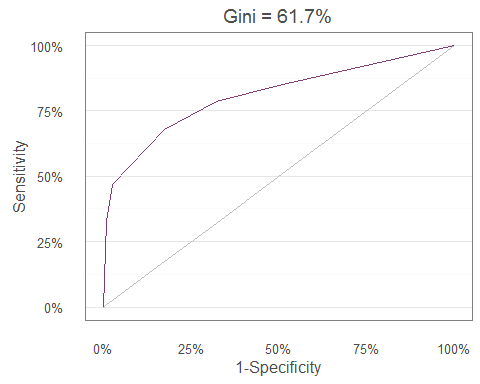 Gini = 61.7%
100%
75%
50%
25%
0%
Sensitivity
0% 25% 50% 75% 100%
1-Specificity